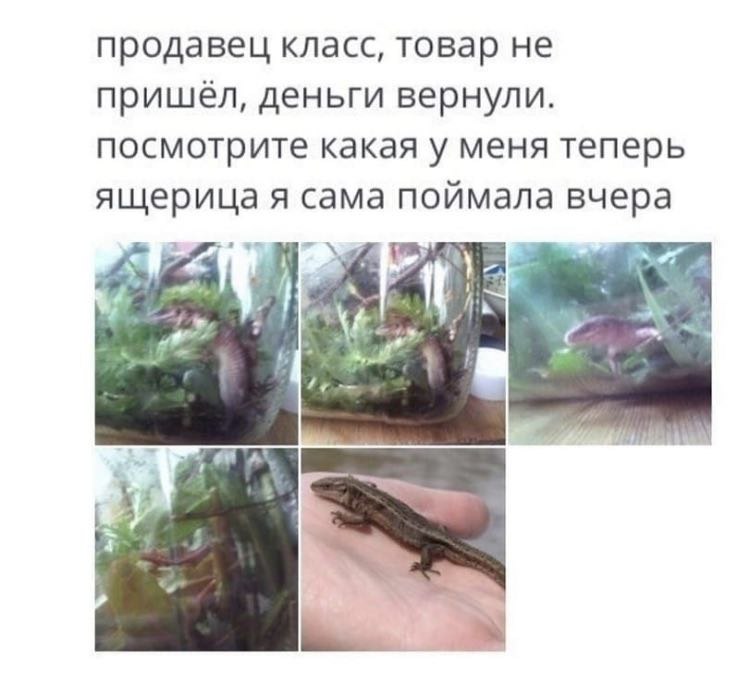 продавец класс, товар не
пришёл, деньги вернули.
посмотрите какая у меня теперь
ящерица я сама поймала вчера